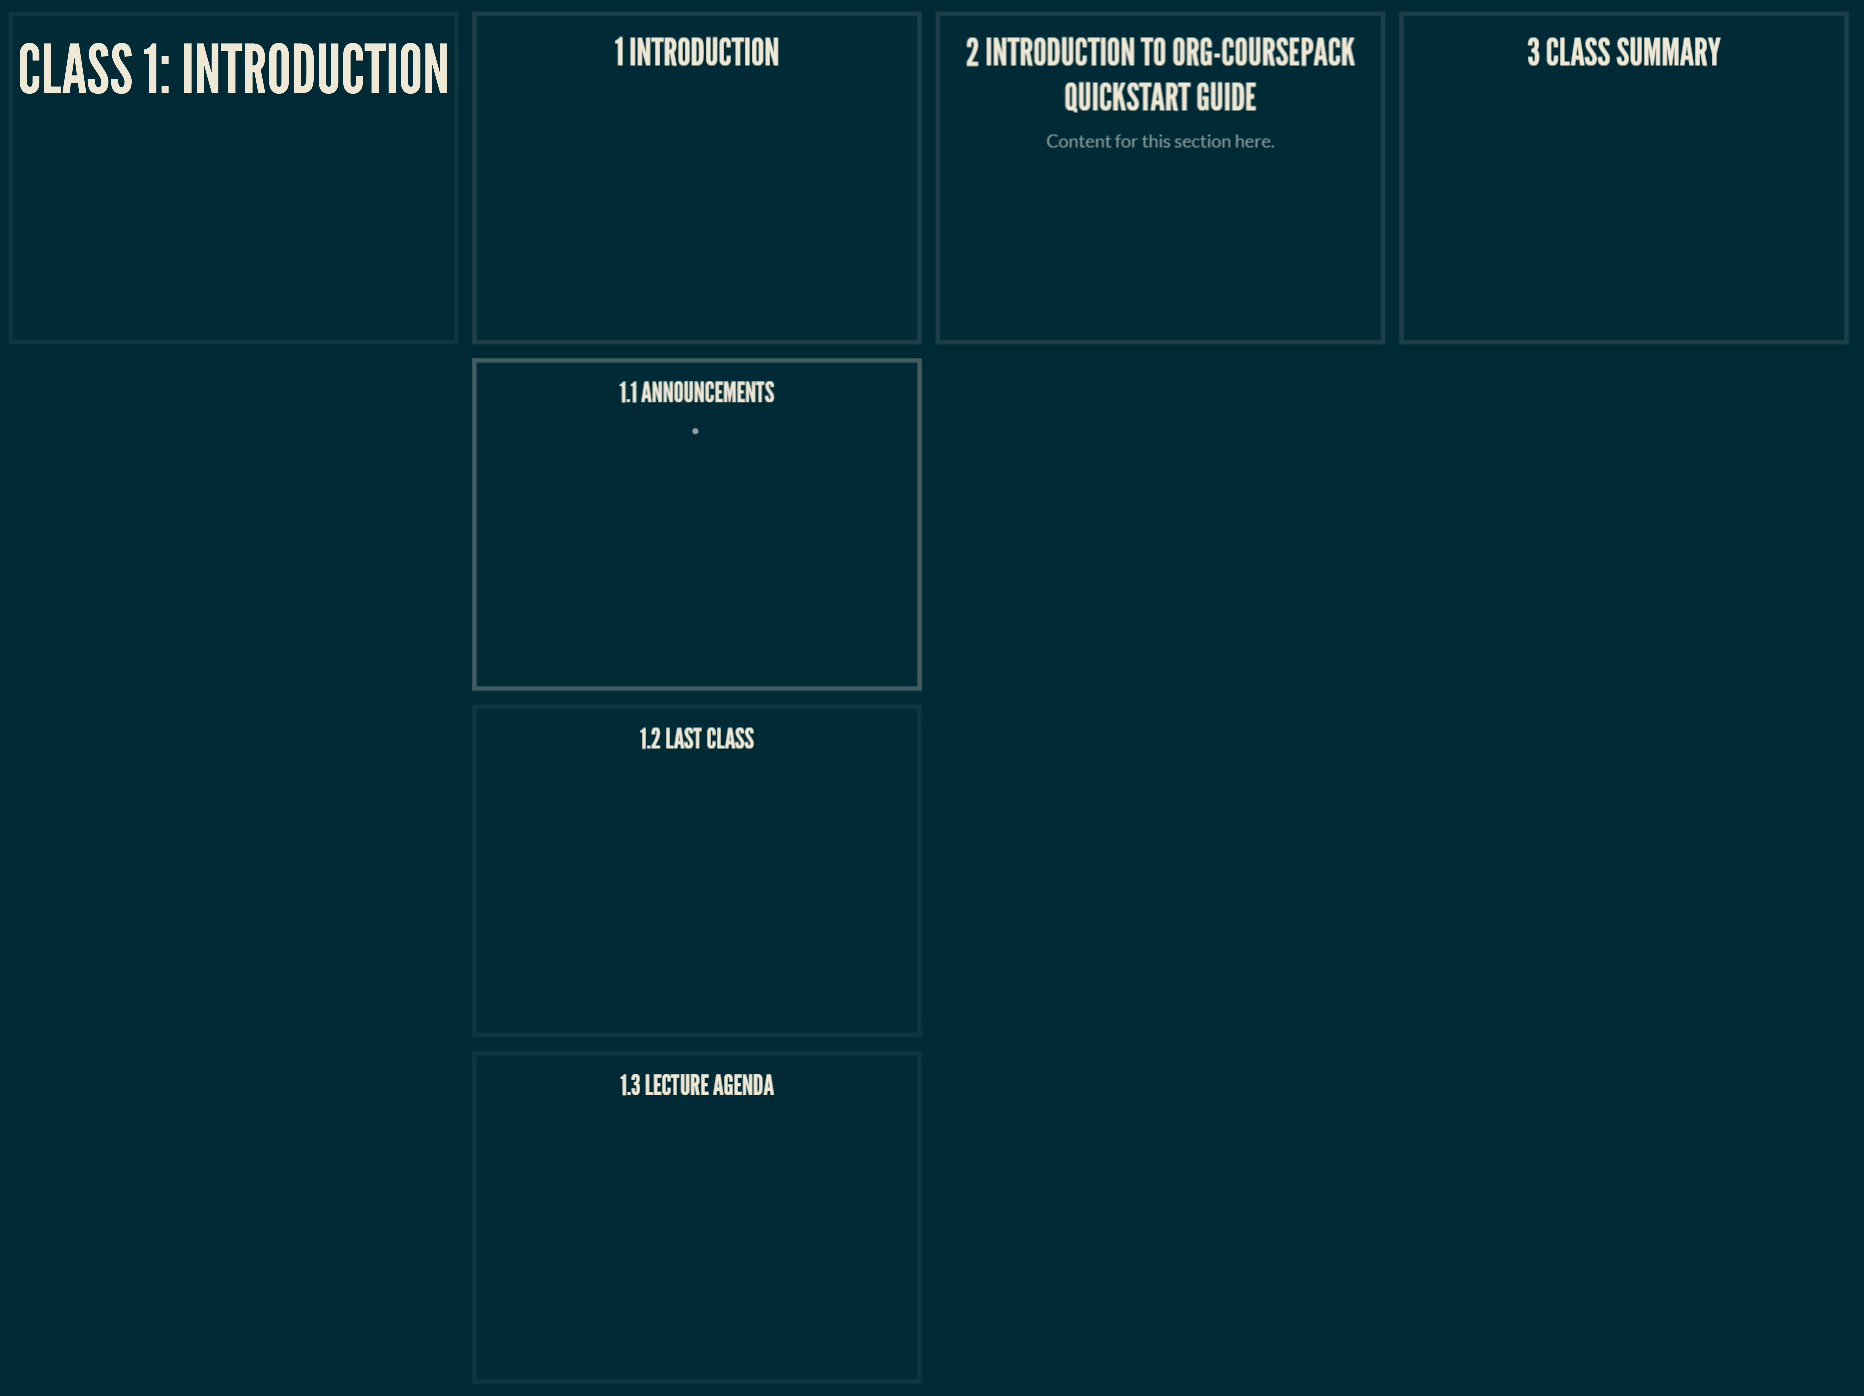 CLASS 1: INTRODUCTION
1 INTRODUCTION
2 INTRODUCTION TO ORG-COURSEPACK
QUICKSTART GUIDE
Content for this section here.
3 CLASS SUMMARY
1.1 ANNOUNCEMENTS
•
1.2 LAST CLASS
1.3 LECTURE AGENDA